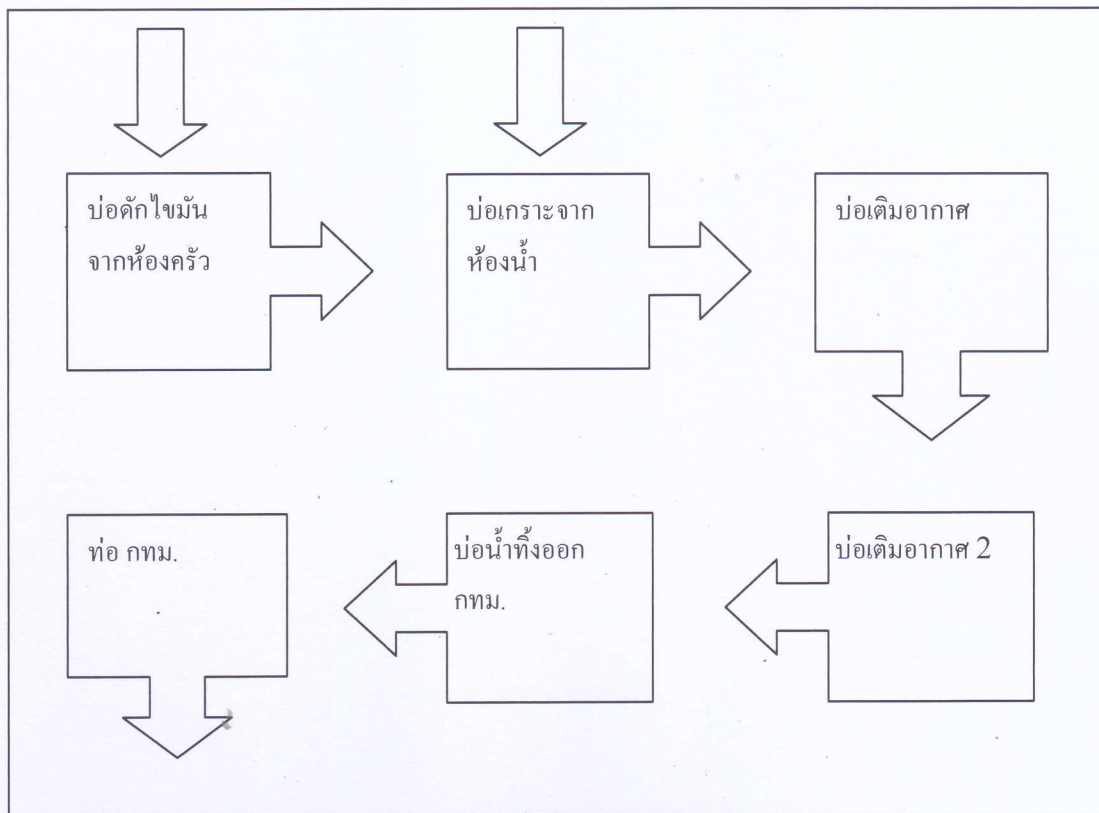 บ่อดักไขมัน
จากห้องครัว
บ่อเกราะจาก
ห้องน้ำ
บ่อเติมอากาศ
ท่อ กทม.
บ่อน้ำทิ้งออก
กทม.
บ่อเติมอากาศ 2